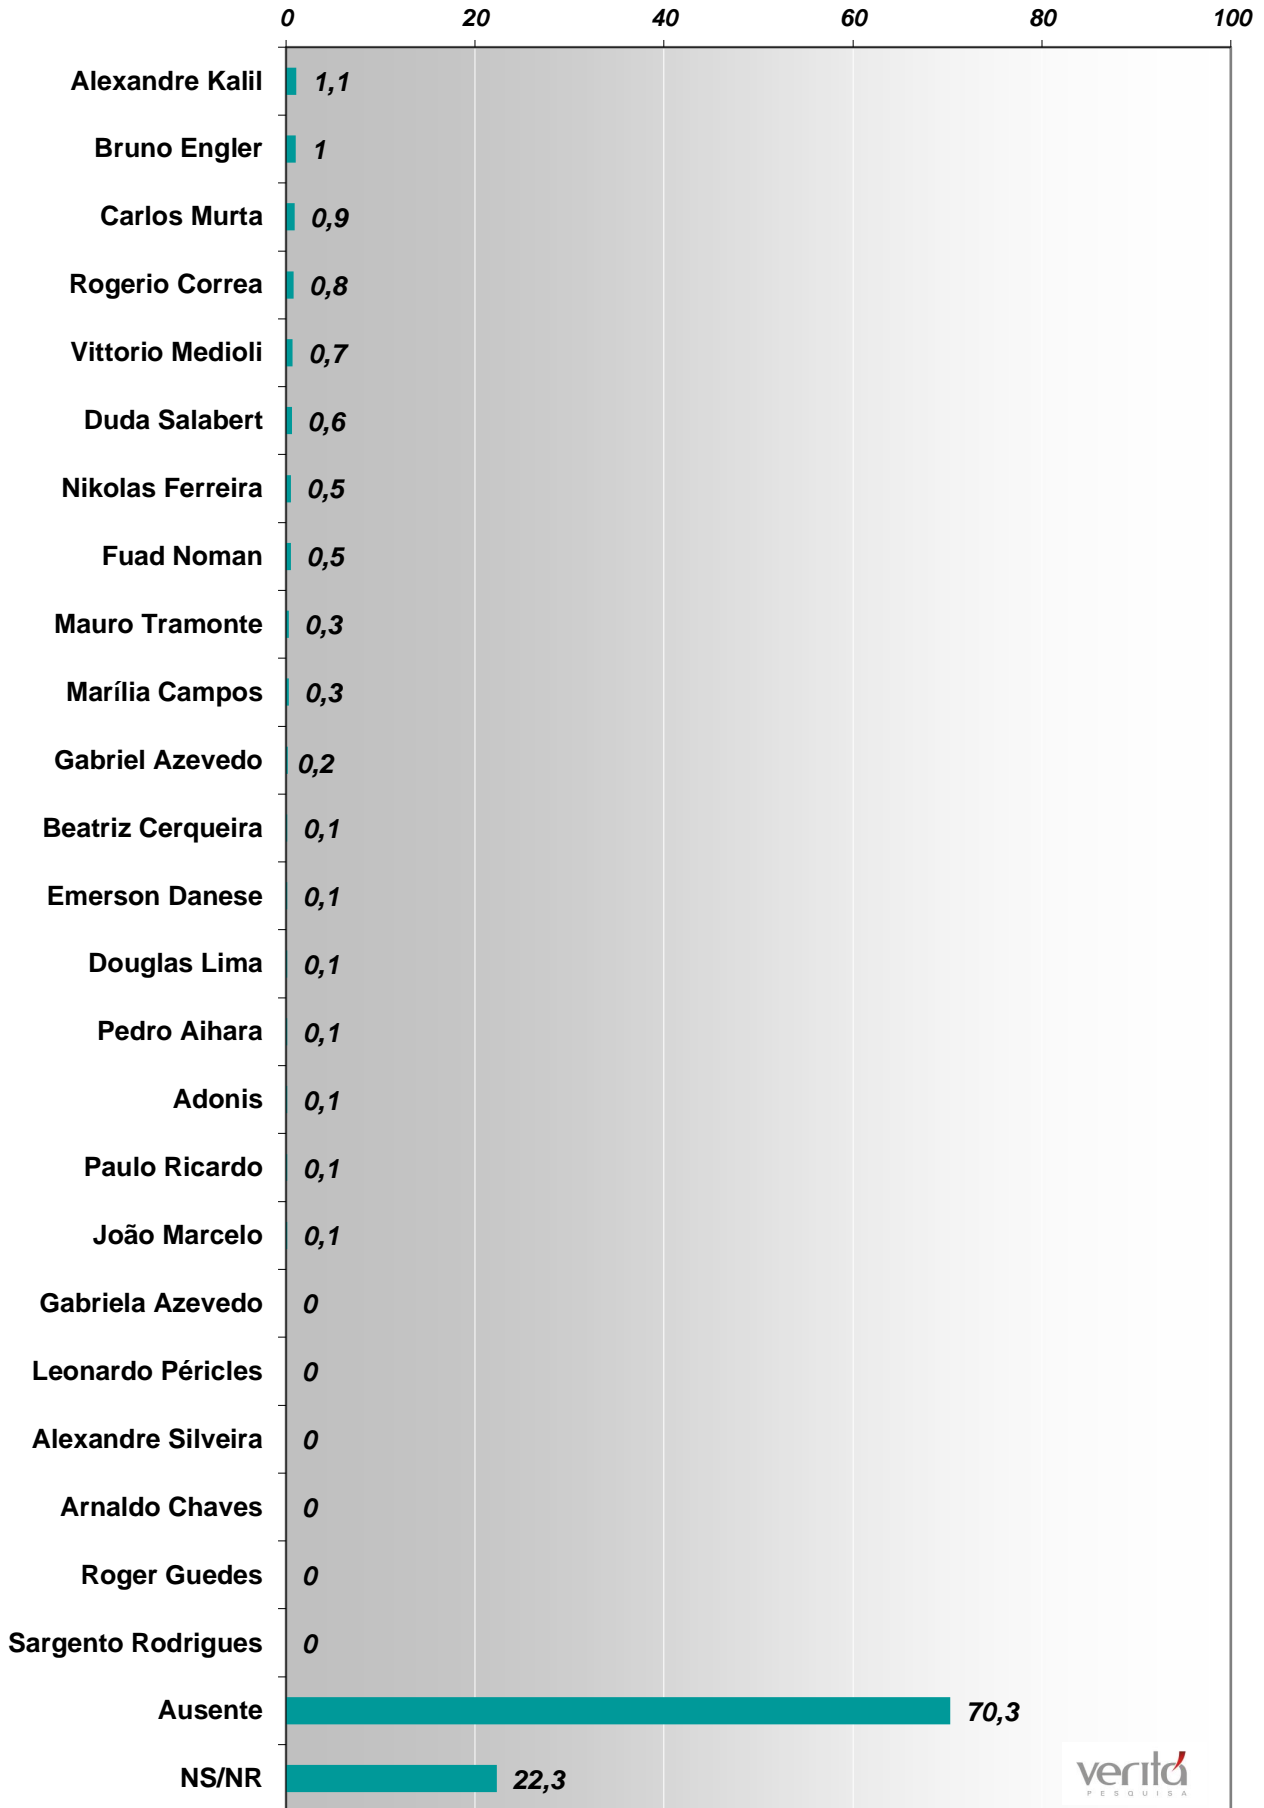 0 20 40 60 80 100
Alexandre Kalil 1,1
Bruno Engler 1
Carlos Murta 0,9
Rogerio Correa 0,8
Vittorio Medioli 0,7
Duda Salabert 0,6
Nikolas Ferreira 0,5
Fuad Noman 0,5
Mauro Tramonte 0,3
Marília Campos 0,3
Gabriel Azevedo 0,2
Beatriz Cerqueira 0,1
Emerson Danese 0,1
Douglas Lima 0,1
Pedro Aihara 0,1
Adonis 0,1
Paulo Ricardo 0,1
João Marcelo 0,1
Gabriela Azevedo 0
Leonardo Péricles 0
Alexandre Silveira 0
Arnaldo Chaves 0
Roger Guedes 0
Sargento Rodrigues 0
Ausente 70,3
NS/NR 22,3
veritá
PESQUISA